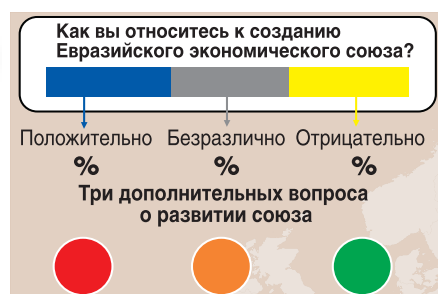 Как вы относитесь к созданию
Евразийского экономического союза?
Положительно Безразлично Отрицательно
% % %
Три дополнительных вопроса
о развитии союза